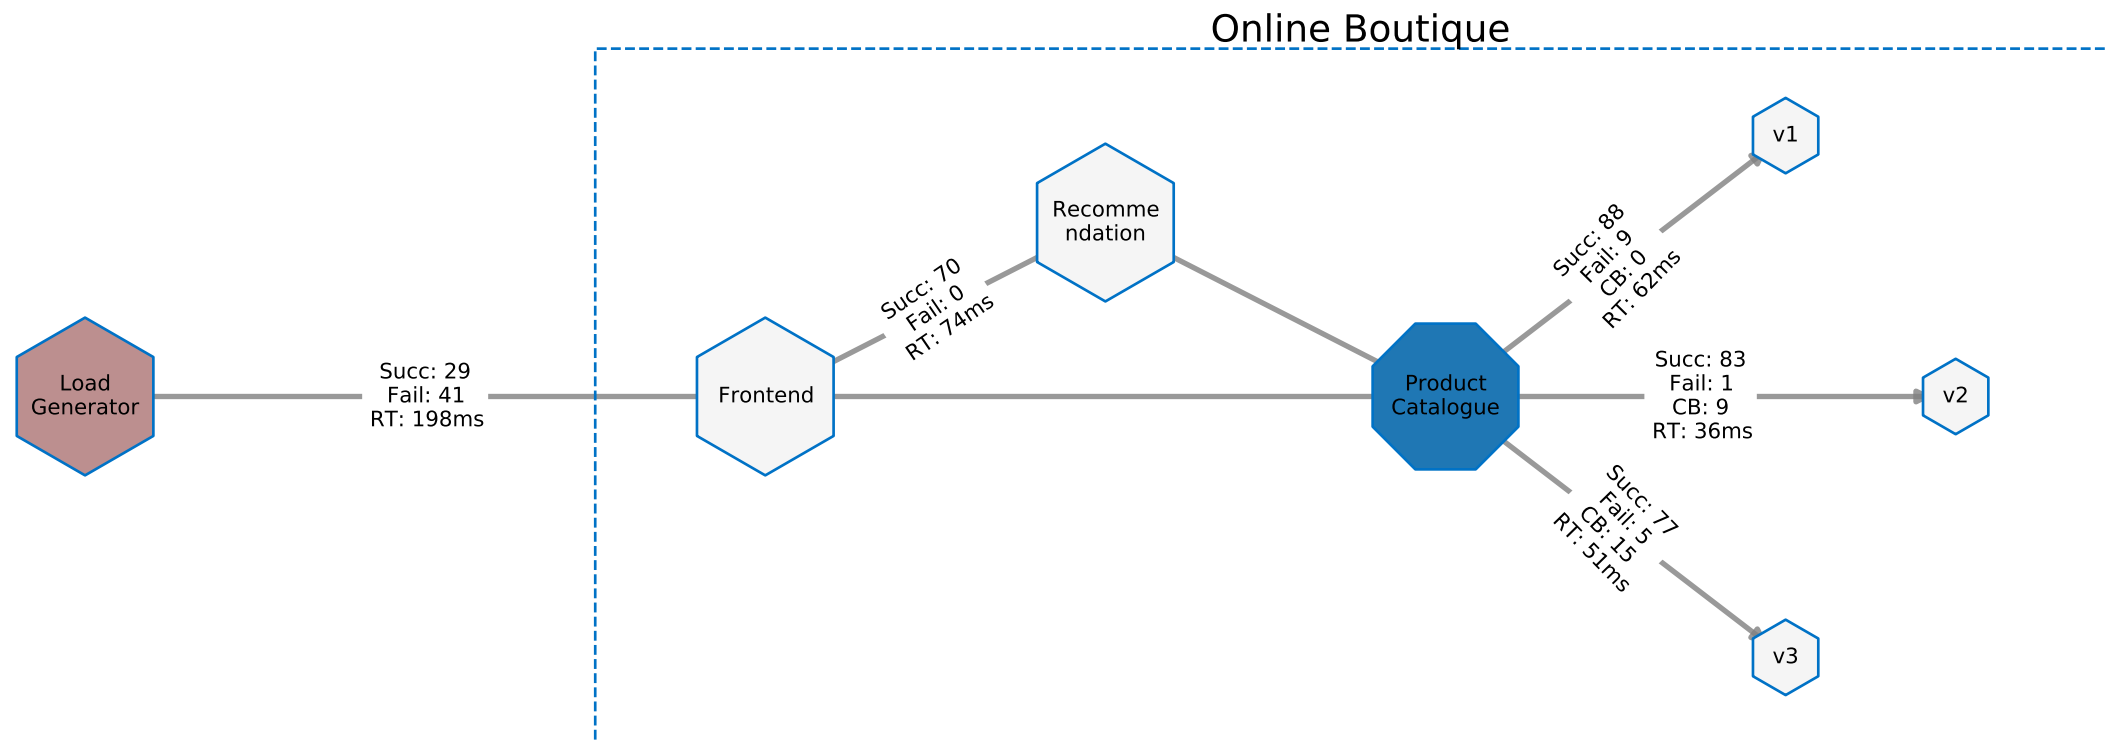 Online Boutique
Load
Generator
Succ: 29
Fail: 41
RT: 198ms
Frontend
Succ: 70
Fail: 0
RT: 74ms
Recomme
ndation
Product
Catalogue
Succ: 88
Fail: 9
CB: 0
RT: 62ms
v1
Succ: 83
Fail: 1
CB: 9
RT: 36ms
v2
Succ: 77
Fail: 5
CB: 15
RT: 51ms
v3